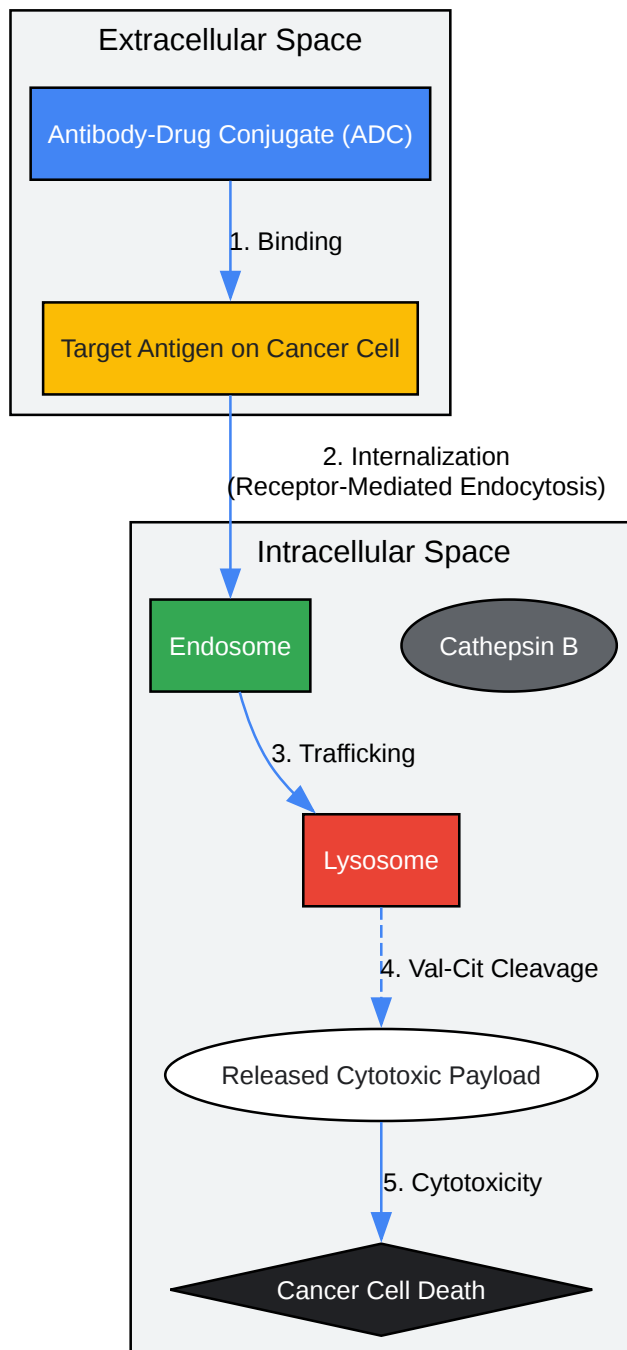 Extracellular Space
Antibody-Drug Conjugate (ADC)
1. Binding
Target Antigen on Cancer Cell
2. Internalization
(Receptor-Mediated Endocytosis)
Intracellular Space
Endosome
Cathepsin B
3. Trafficking
Lysosome
4. Val-Cit Cleavage
Released Cytotoxic Payload
5. Cytotoxicity
Cancer Cell Death